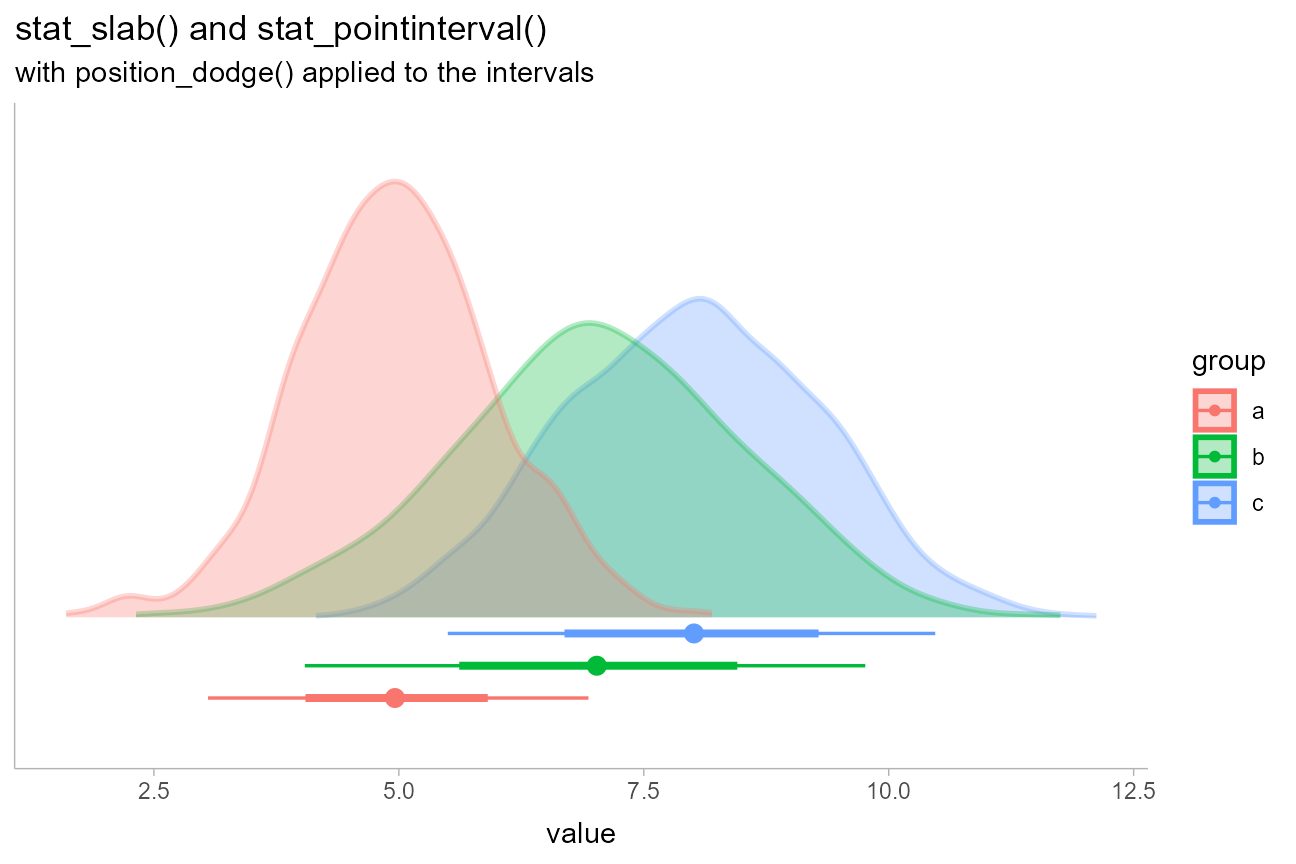 stat_slab() and stat_pointinterval()
with position_dodge() applied to the intervals
group
a
b
c
2.5 5.0 7.5 10.0 12.5
value